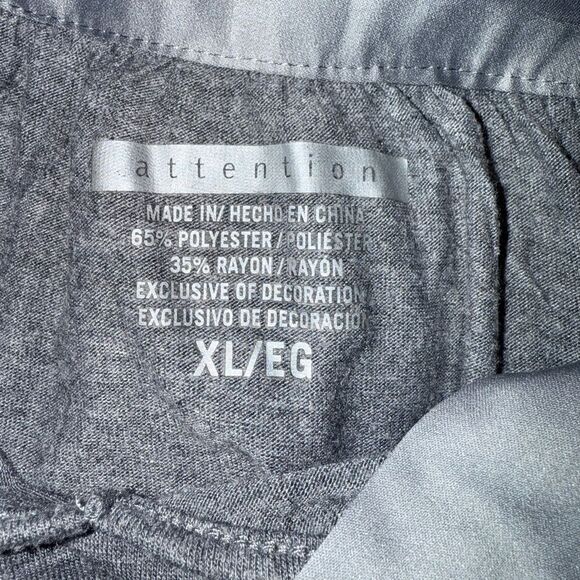 attention
MADE IN/ HECHO EN CHINA
65% POLYESTER/POLIÉSTER
35% RAYON/RAYÓN
EXCLUSIVE OF DECORATION
EXCLUSIVO DE DECORACIÓN
XL/EG